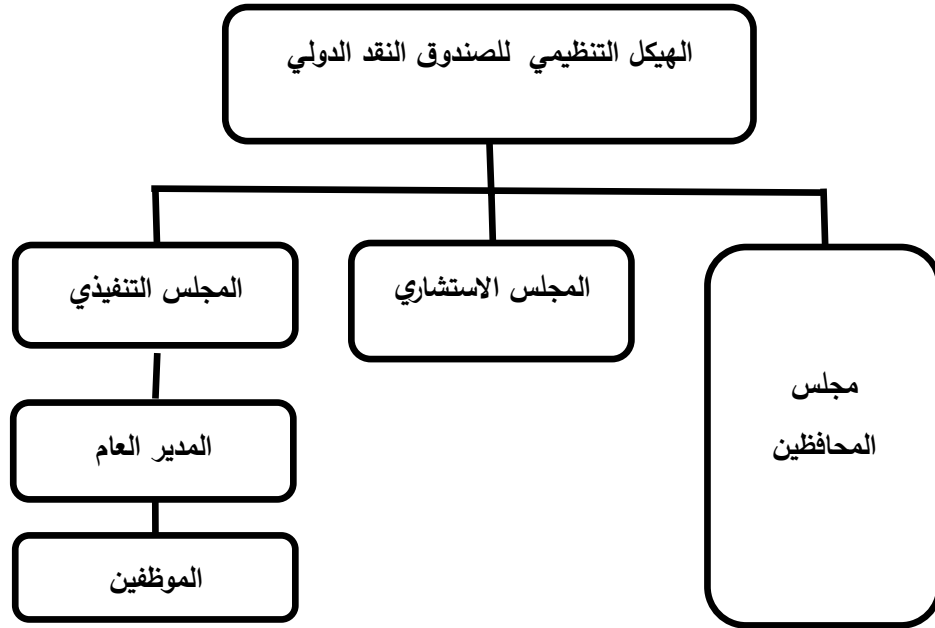 الهيكل التنظيمي للصندوق النقد الدولي
مجلس
المحافظين
المجلس الاستشاري
المجلس التنفيذي
المدير العام
الموظفين